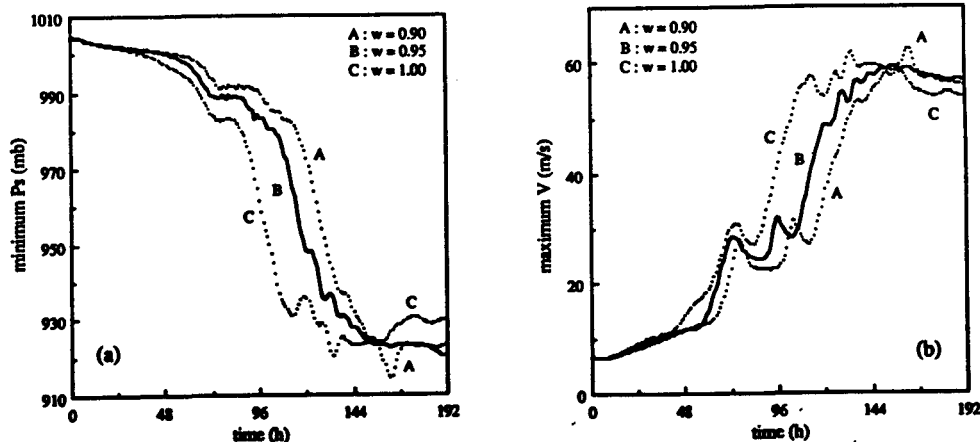 1010
990
970
950
930
910
minimum Ps (mb)
A : w = 0.90
B : w = 0.95
C : w = 1.00
A
B
C
C
A
(a)
0
48
96
144
192
time (h)
60
40
20
0
maximum V (m/s)
A : w = 0.90
B : w = 0.95
C : w = 1.00
A
C
B
A
C
(b)
0
48
96
144
192
time (h)